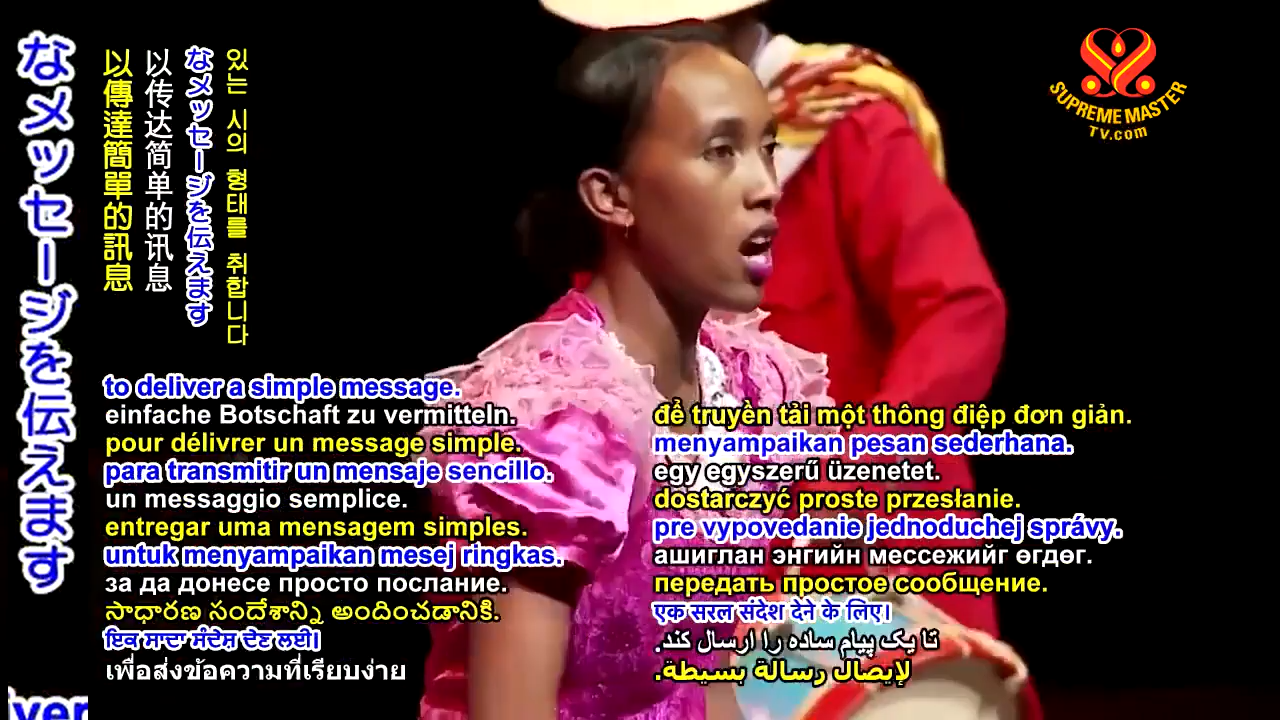 なメッセージを伝えます
以傳達簡單的訊息
以传达简单的讯息
なメッセージを伝えます
있는 시의 형태를 취합니다
SUPREME MASTER
TV.com
to deliver a simple message.
einfache Botschaft zu vermitteln.
pour délivrer un message simple.
para transmitir un mensaje sencillo.
un messaggio semplice.
entregar uma mensagem simples.
untuk menyampaikan mesej ringkas.
за да донесе просто послание.
సాధారణ సందేశాన్ని అందించడానికి.
ਇਕ ਸਾਦਾ ਸੰਦੇਸ਼ ਦੇਣ ਲਈ।
เพื่อส่งข้อความที่เรียบง่าย
để truyền tải một thông điệp đơn giản.
menyampaikan pesan sederhana.
egy egyszerű üzenetet.
dostarczyć proste przesłanie.
pre vypovedanie jednoduchej správy.
ашиглан энгийн мессежийг өгдөг.
передать простое сообщение.
एक सरल संदेश देने के लिए।
تا یک پیام ساده را ارسال کند.
لإيصال رسالة بسيطة.
ver